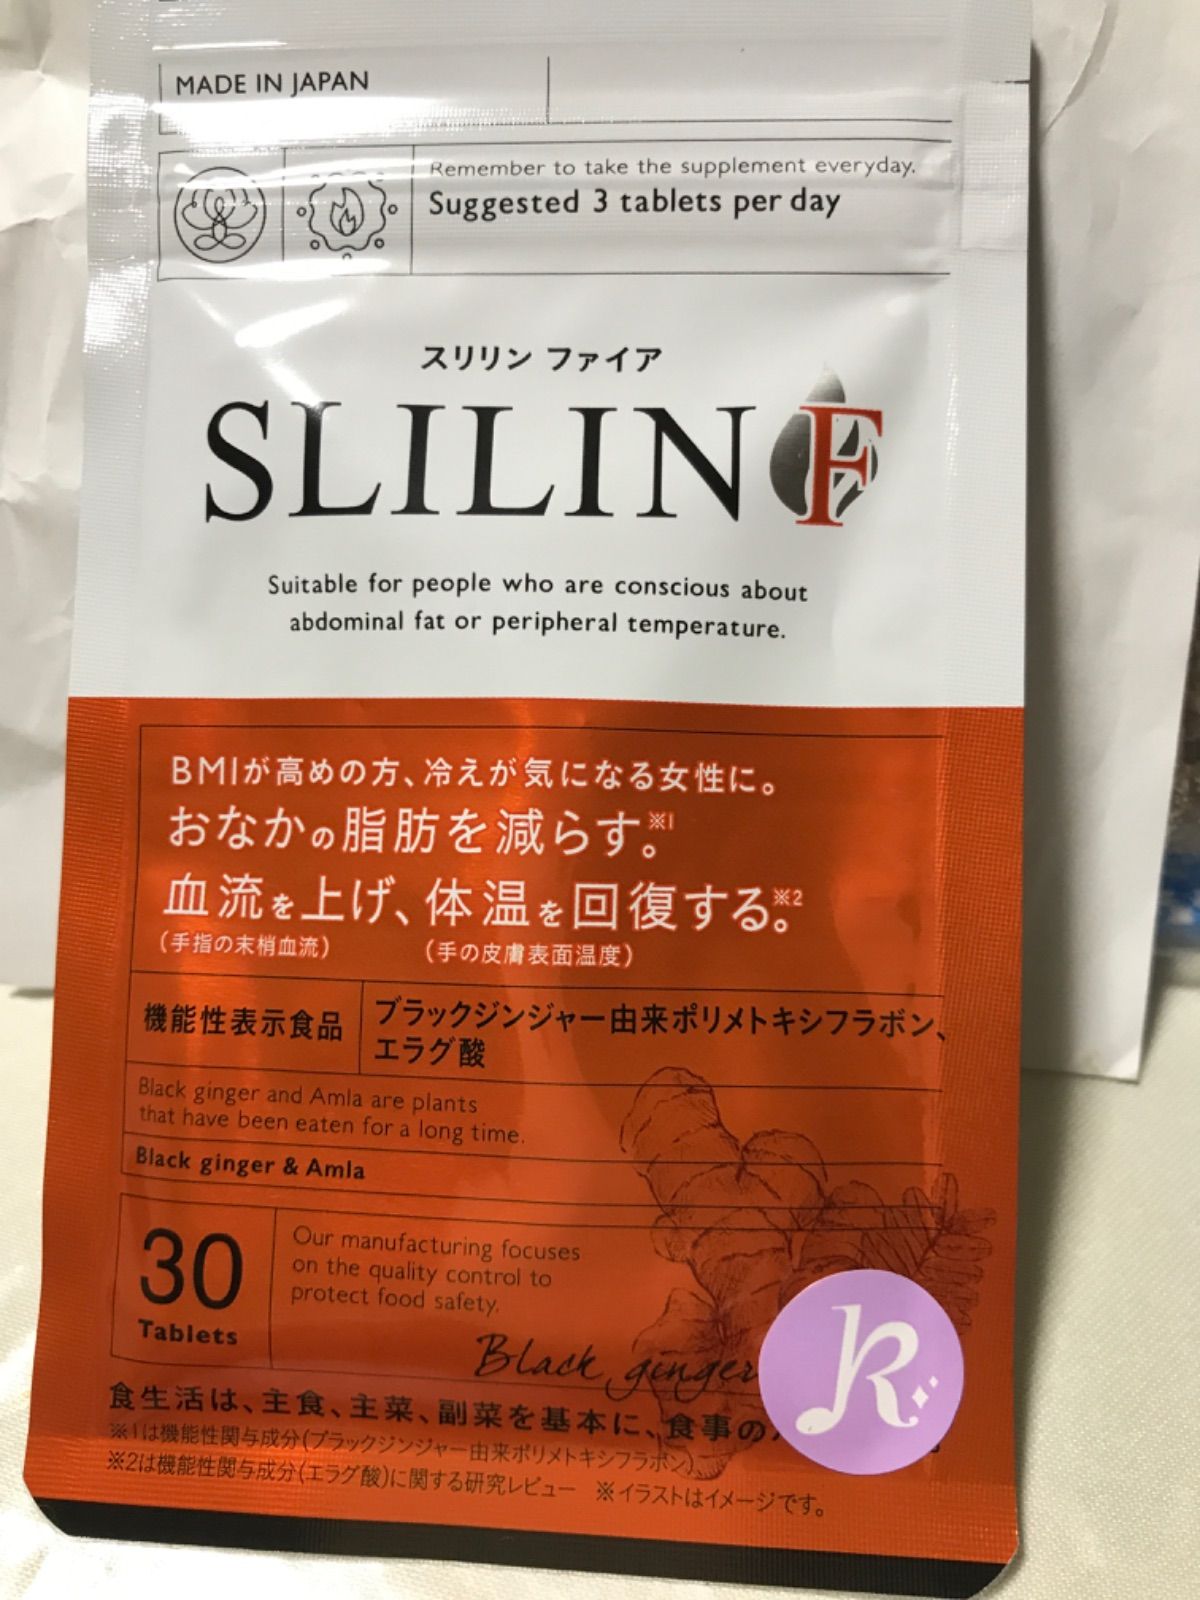 MADE IN JAPAN
Remember to take the supplement everyday.
Suggested 3 tablets per day
スリリン ファイア
SLILIN F
Suitable for people who are conscious about
abdominal fat or peripheral temperature.
BMIが高めの方、冷えが気になる女性に。
おなかの脂肪を減らす。※1
血流を上げ、体温を回復する。※2
(手指の末梢血流) (手の皮膚表面温度)
機能性表示食品
ブラックジンジャー由来ポリメトキシフラボン、
エラグ酸
Black ginger and Amla are plants
that have been eaten for a long time.
Black ginger & Amla
30
Tablets
Our manufacturing focuses
on the quality control to
protect food safety.
Black ginger
R
食生活は、主食、主菜、副菜を基本に、食事の
※1は機能性関与成分(ブラックジンジャー由来ポリメトキシフラボン)
※2は機能性関与成分(エラグ酸)に関する研究レビュー ※イラストはイメージです。